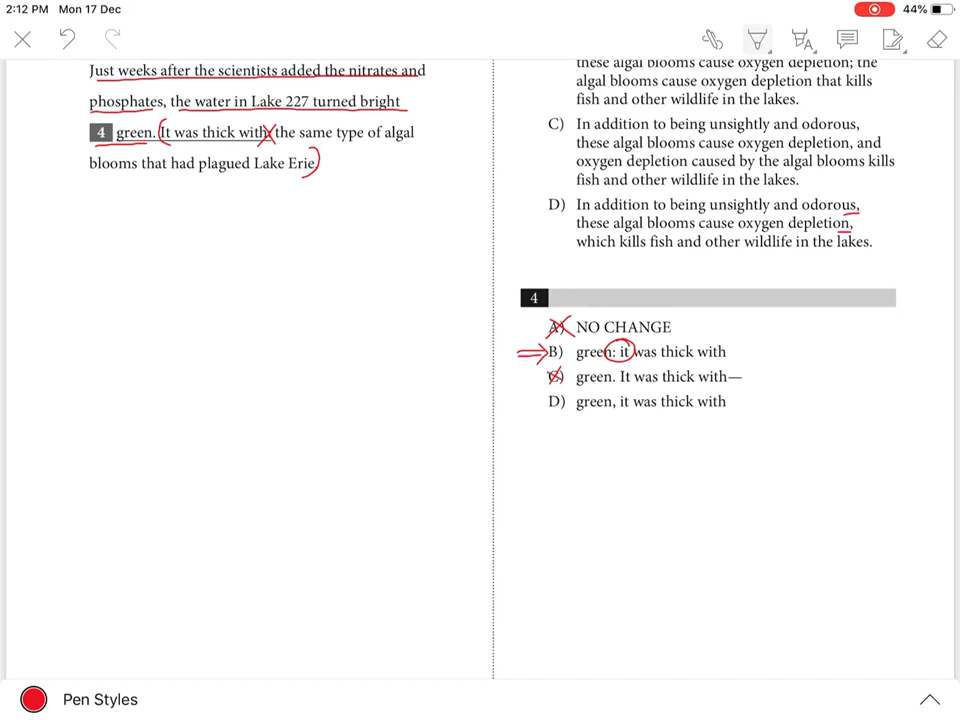 2:12 PM Mon 17 Dec
44%
Just weeks after the scientists added the nitrates and
phosphates, the water in Lake 227 turned bright
4 green. It was thick with, the same type of algal
blooms that had plagued Lake Erie.
these algal blooms cause oxygen depletion; the
algal blooms cause oxygen depletion that kills
fish and other wildlife in the lakes.
C) In addition to being unsightly and odorous,
these algal blooms cause oxygen depletion, and
oxygen depletion caused by the algal blooms kills
fish and other wildlife in the lakes.
D) In addition to being unsightly and odorous,
these algal blooms cause oxygen depletion,
which kills fish and other wildlife in the lakes.
4
A) NO CHANGE
B) green: it was thick with
C) green. It was thick with—
D) green, it was thick with
Pen Styles